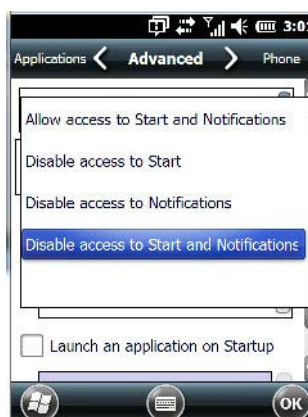 3:0
Applications Advanced Phone
Allow access to Start and Notifications
Disable access to Start
Disable access to Notifications
Disable access to Start and Notifications
Launch an application on Startup
OK